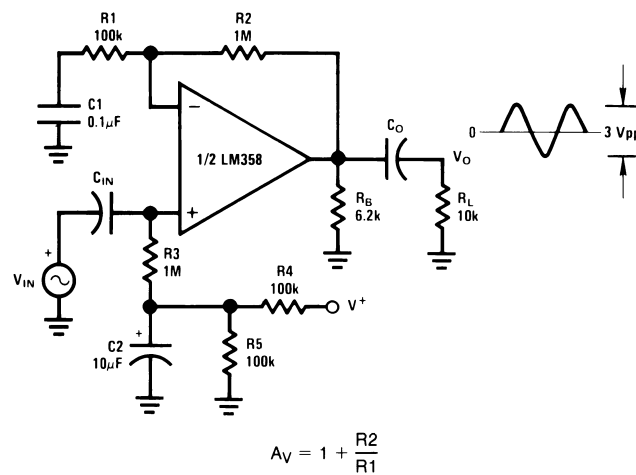 R1
100k
R2
1M
C1
0.1μF
−
1/2 LM358
+
CO
VO
0
3 Vpp
CIN
RB
6.2k
RL
10k
+
VIN
R3
1M
R4
100k
V+
+
C2
10μF
R5
100k
AV = 1 + R2/R1